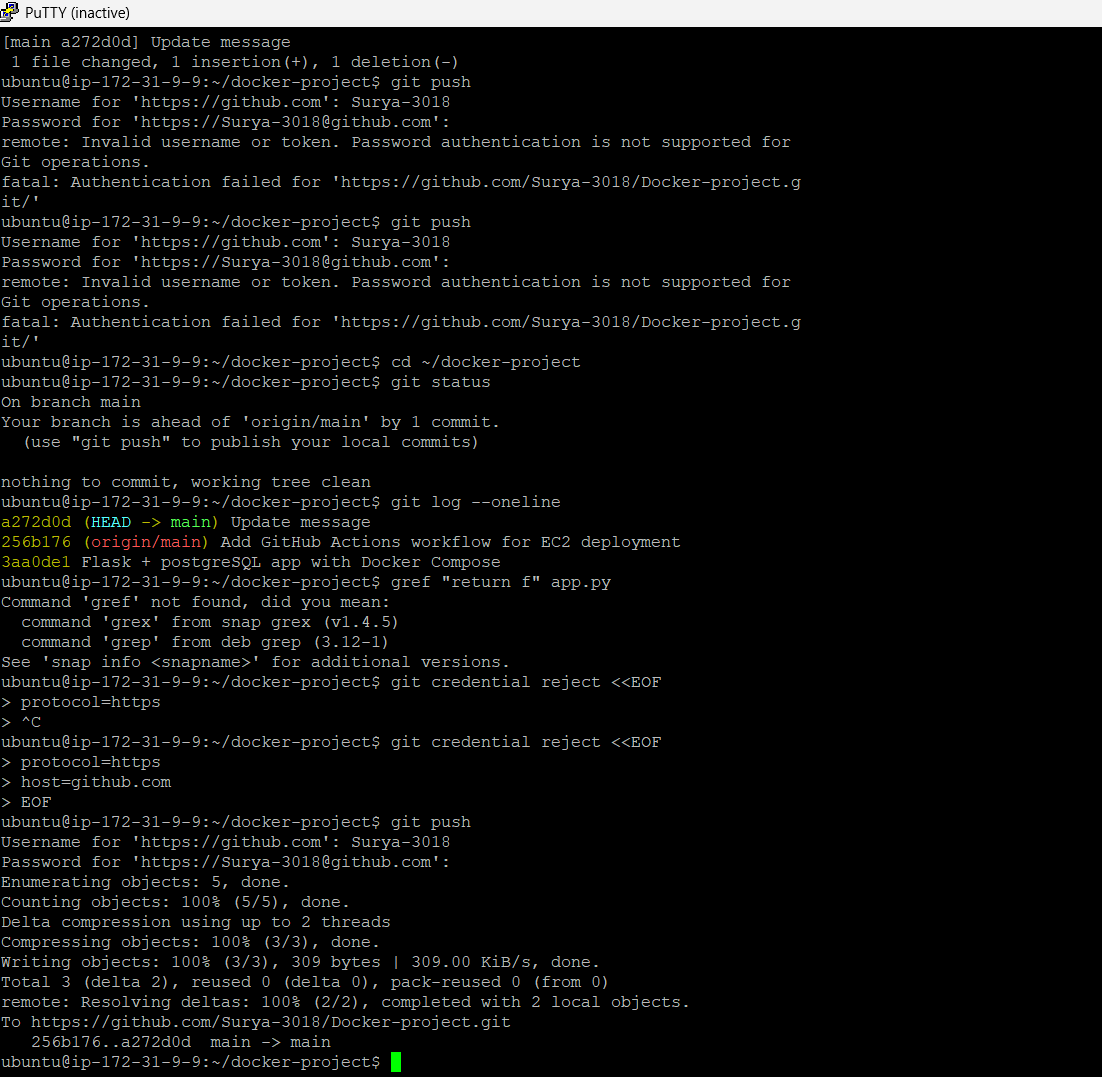 PuTTY (inactive)
[main a272d0d] Update message
 1 file changed, 1 insertion(+), 1 deletion(-)
ubuntu@ip-172-31-9-9:~/docker-project$ git push
Username for 'https://github.com': Surya-3018
Password for 'https://Surya-3018@github.com':
remote: Invalid username or token. Password authentication is not supported for
Git operations.
fatal: Authentication failed for 'https://github.com/Surya-3018/Docker-project.g
it/'
ubuntu@ip-172-31-9-9:~/docker-project$ git push
Username for 'https://github.com': Surya-3018
Password for 'https://Surya-3018@github.com':
remote: Invalid username or token. Password authentication is not supported for
Git operations.
fatal: Authentication failed for 'https://github.com/Surya-3018/Docker-project.g
it/'
ubuntu@ip-172-31-9-9:~/docker-project$ cd ~/docker-project
ubuntu@ip-172-31-9-9:~/docker-project$ git status
On branch main
Your branch is ahead of 'origin/main' by 1 commit.
  (use "git push" to publish your local commits)

nothing to commit, working tree clean
ubuntu@ip-172-31-9-9:~/docker-project$ git log --oneline
a272d0d (HEAD -> main) Update message
256b176 (origin/main) Add GitHub Actions workflow for EC2 deployment
3aa0de1 Flask + postgreSQL app with Docker Compose
ubuntu@ip-172-31-9-9:~/docker-project$ gref "return f" app.py
Command 'gref' not found, did you mean:
  command 'grex' from snap grex (v1.4.5)
  command 'grep' from deb grep (3.12-1)
See 'snap info <snapname>' for additional versions.
ubuntu@ip-172-31-9-9:~/docker-project$ git credential reject <<EOF
> protocol=https
> ^C
ubuntu@ip-172-31-9-9:~/docker-project$ git credential reject <<EOF
> protocol=https
> host=github.com
> EOF
ubuntu@ip-172-31-9-9:~/docker-project$ git push
Username for 'https://github.com': Surya-3018
Password for 'https://Surya-3018@github.com':
Enumerating objects: 5, done.
Counting objects: 100% (5/5), done.
Delta compression using up to 2 threads
Compressing objects: 100% (3/3), done.
Writing objects: 100% (3/3), 309 bytes | 309.00 KiB/s, done.
Total 3 (delta 2), reused 0 (delta 0), pack-reused 0 (from 0)
remote: Resolving deltas: 100% (2/2), completed with 2 local objects.
To https://github.com/Surya-3018/Docker-project.git
   256b176..a272d0d  main -> main
ubuntu@ip-172-31-9-9:~/docker-project$